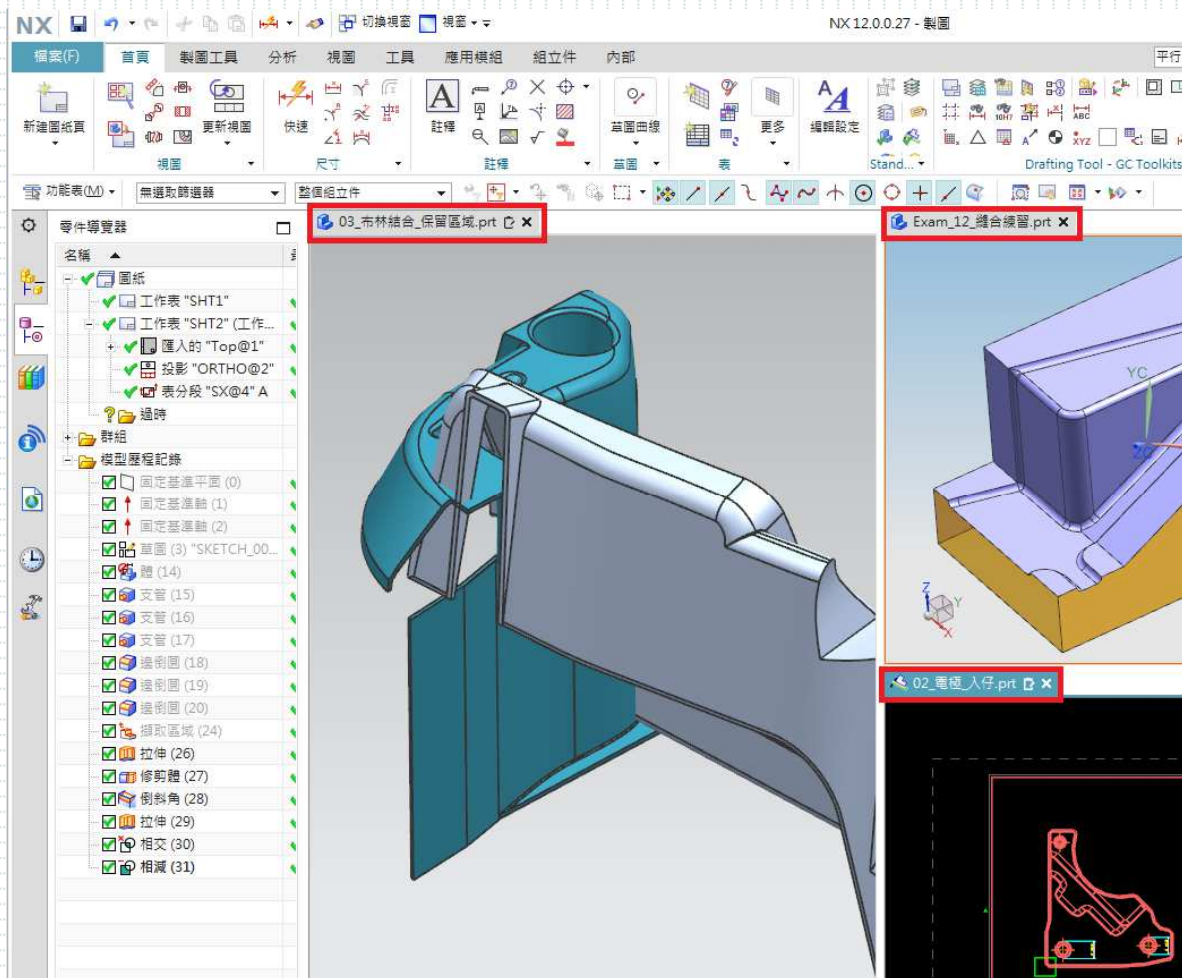 NX 切換視窗 視窗 NX 12.0.0.27 - 製圖
檔案(F) 首頁 製圖工具 分析 視圖 工具 應用模組 組立件 內部
平行
新建圖紙頁 更新視圖 快速 A 註釋 草圖曲線 更多 編輯設定
視圖 尺寸 註釋 草圖 表 Stand... Drafting Tool - GC Toolkits
功能表(M) 無選取篩選器 整個組立件
零件導覽器
名稱
圖紙
工作表 "SHT1"
工作表 "SHT2" (工作...
匯入的 "Top@1"
投影 "ORTHO@2"
表分段 "SX@4" A
過時
群組
模型歷程記錄
固定基準平面 (0)
固定基準軸 (1)
固定基準軸 (2)
草圖 (3) "SKETCH_00...
體 (14)
支管 (15)
支管 (16)
支管 (17)
邊倒圓 (18)
邊倒圓 (19)
邊倒圓 (20)
擷取區域 (24)
拉伸 (26)
修剪體 (27)
倒斜角 (28)
拉伸 (29)
相交 (30)
相減 (31)
03_布林結合_保留區域.prt
Exam_12_縫合練習.prt
YC
ZC
Z
Y
X
02_電極_入仔.prt